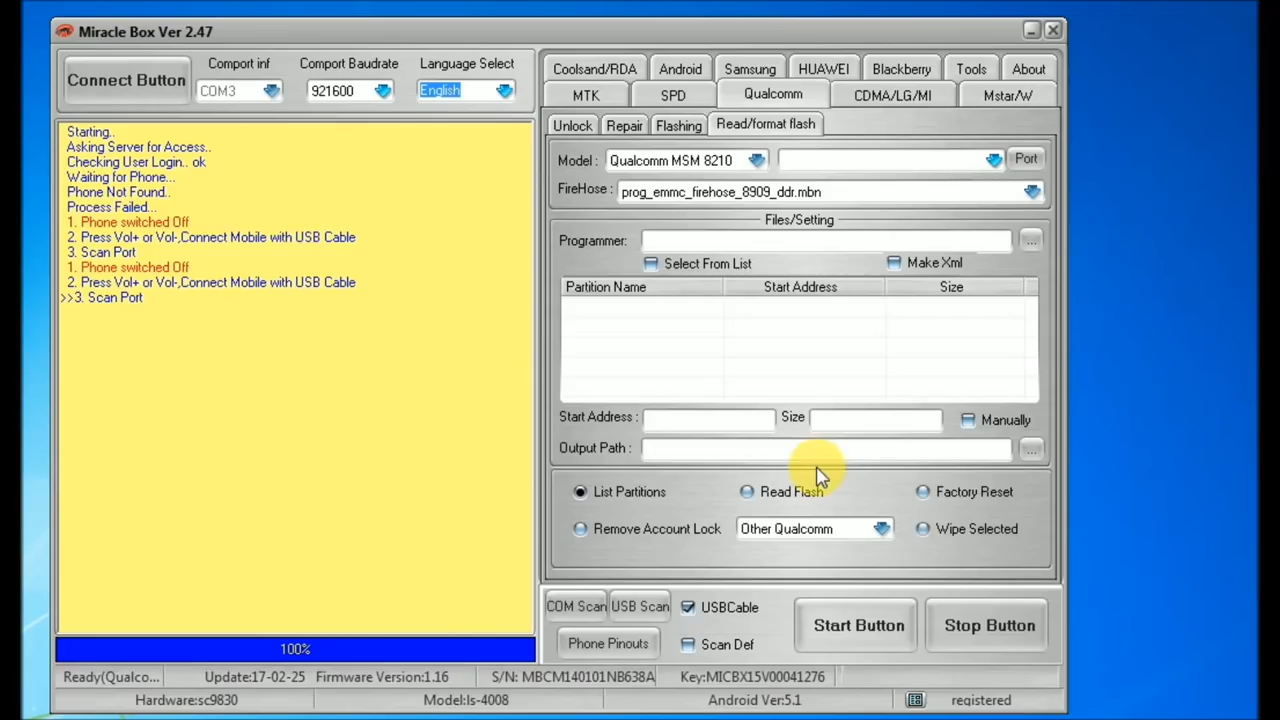 Miracle Box Ver 2.47
Connect Button
Comport inf
Comport Baudrate
Language Select
COM3
921600
English
Starting..
Asking Server for Access..
Checking User Login.. ok
Waiting for Phone...
Phone Not Found..
Process Failed...
1. Phone switched Off
2. Press Vol+ or Vol-,Connect Mobile with USB Cable
3. Scan Port
1. Phone switched Off
2. Press Vol+ or Vol-,Connect Mobile with USB Cable
>>3. Scan Port
100%
Coolsand/RDA
Android
Samsung
HUAWEI
Blackberry
Tools
About
MTK
SPD
Qualcomm
CDMA/LG/MI
Mstar/W
Unlock
Repair
Flashing
Read/format flash
Model :
Qualcomm MSM 8210
Port
FireHose :
prog_emmc_firehose_8909_ddr.mbn
Files/Setting
Programmer:
...
Select From List
Make Xml
Partition Name
Start Address
Size
Start Address :
Size
Manually
Output Path :
...
List Partitions
Read Flash
Factory Reset
Remove Account Lock
Other Qualcomm
Wipe Selected
COM Scan
USB Scan
USBCable
Start Button
Stop Button
Phone Pinouts
Scan Def
Ready(Qualco...
Update:17-02-25
Firmware Version:1.16
S/N: MBCM140101NB638A
Key:MICBX15V00041276
Hardware:sc9830
Model:ls-4008
Android Ver:5.1
registered